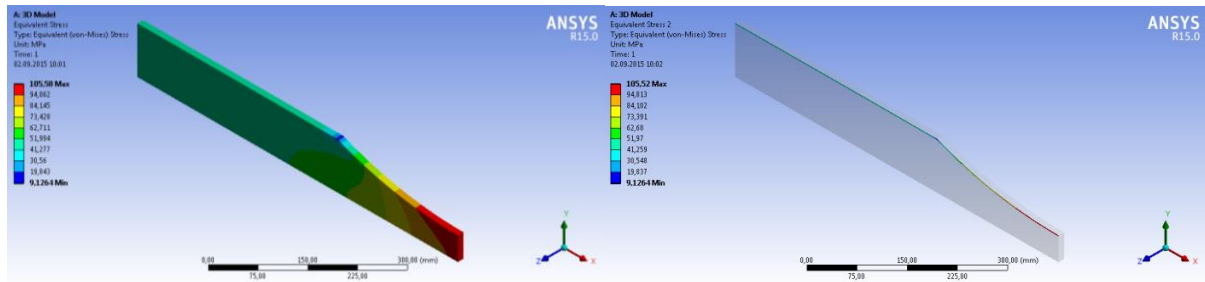 A: 3D Model
Equivalent Stress
Type: Equivalent (von-Mises) Stress
Unit: MPa
Time: 1
02.09.2015 10:01
105,58 Max
94,862
84,145
73,428
62,711
51,994
41,277
30,56
19,843
9,1264 Min
ANSYS
R15.0
0,00
150,00
300,00 (mm)
75,00
225,00
Y
Z
X
A: 3D Model
Equivalent Stress 2
Type: Equivalent (von-Mises) Stress
Unit: MPa
Time: 1
02.09.2015 10:02
105,52 Max
94,813
84,102
73,391
62,68
51,97
41,259
30,548
19,837
9,1264 Min
ANSYS
R15.0
0,00
150,00
300,00 (mm)
75,00
225,00
Y
Z
X